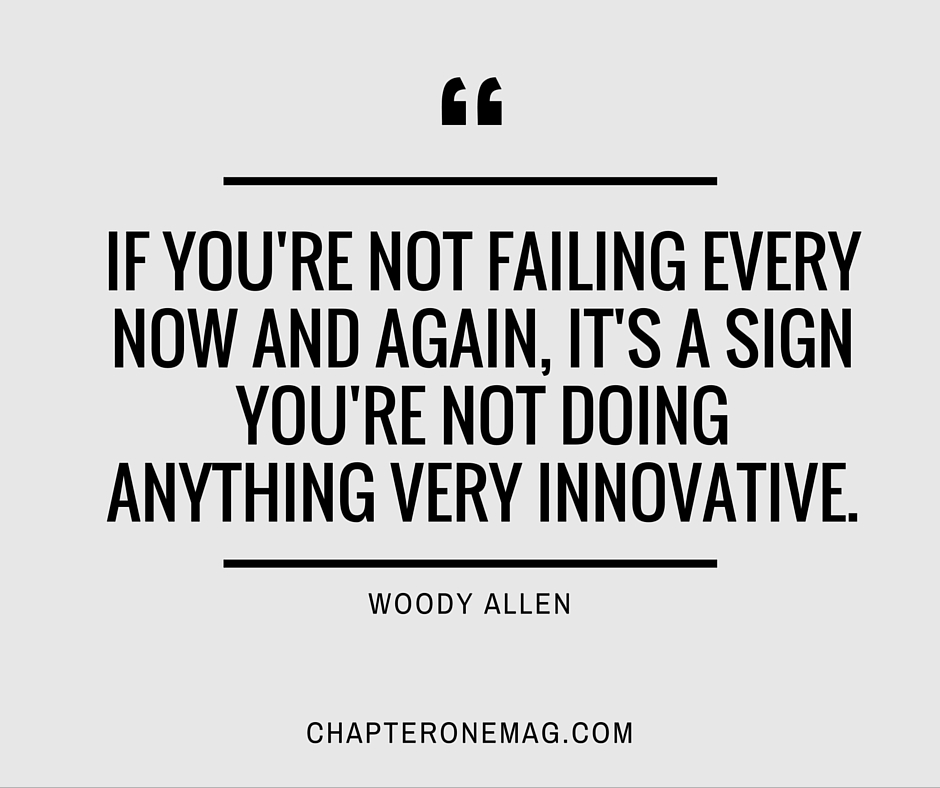 “
IF YOU'RE NOT FAILING EVERY
NOW AND AGAIN, IT'S A SIGN
YOU'RE NOT DOING
ANYTHING VERY INNOVATIVE.
WOODY ALLEN
CHAPTERONEMAG.COM